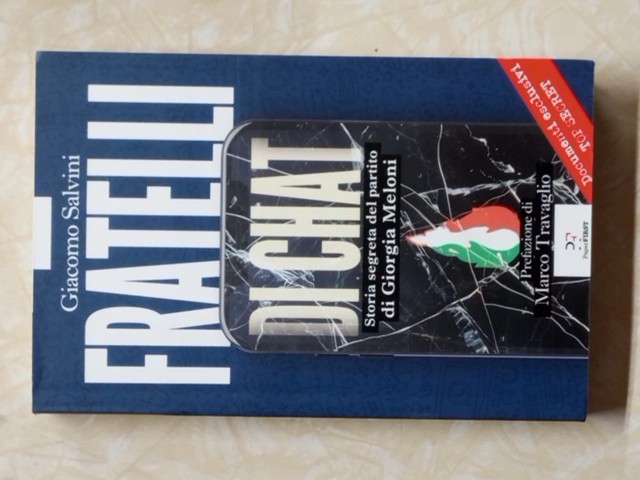 Giacomo Salvini
FRATELLI
DI CHAT
Storia segreta del partito
di Giorgia Meloni
Prefazione di
Marco Travaglio
Documenti esclusivi
TOP SECRET
PF
PaperFIRST